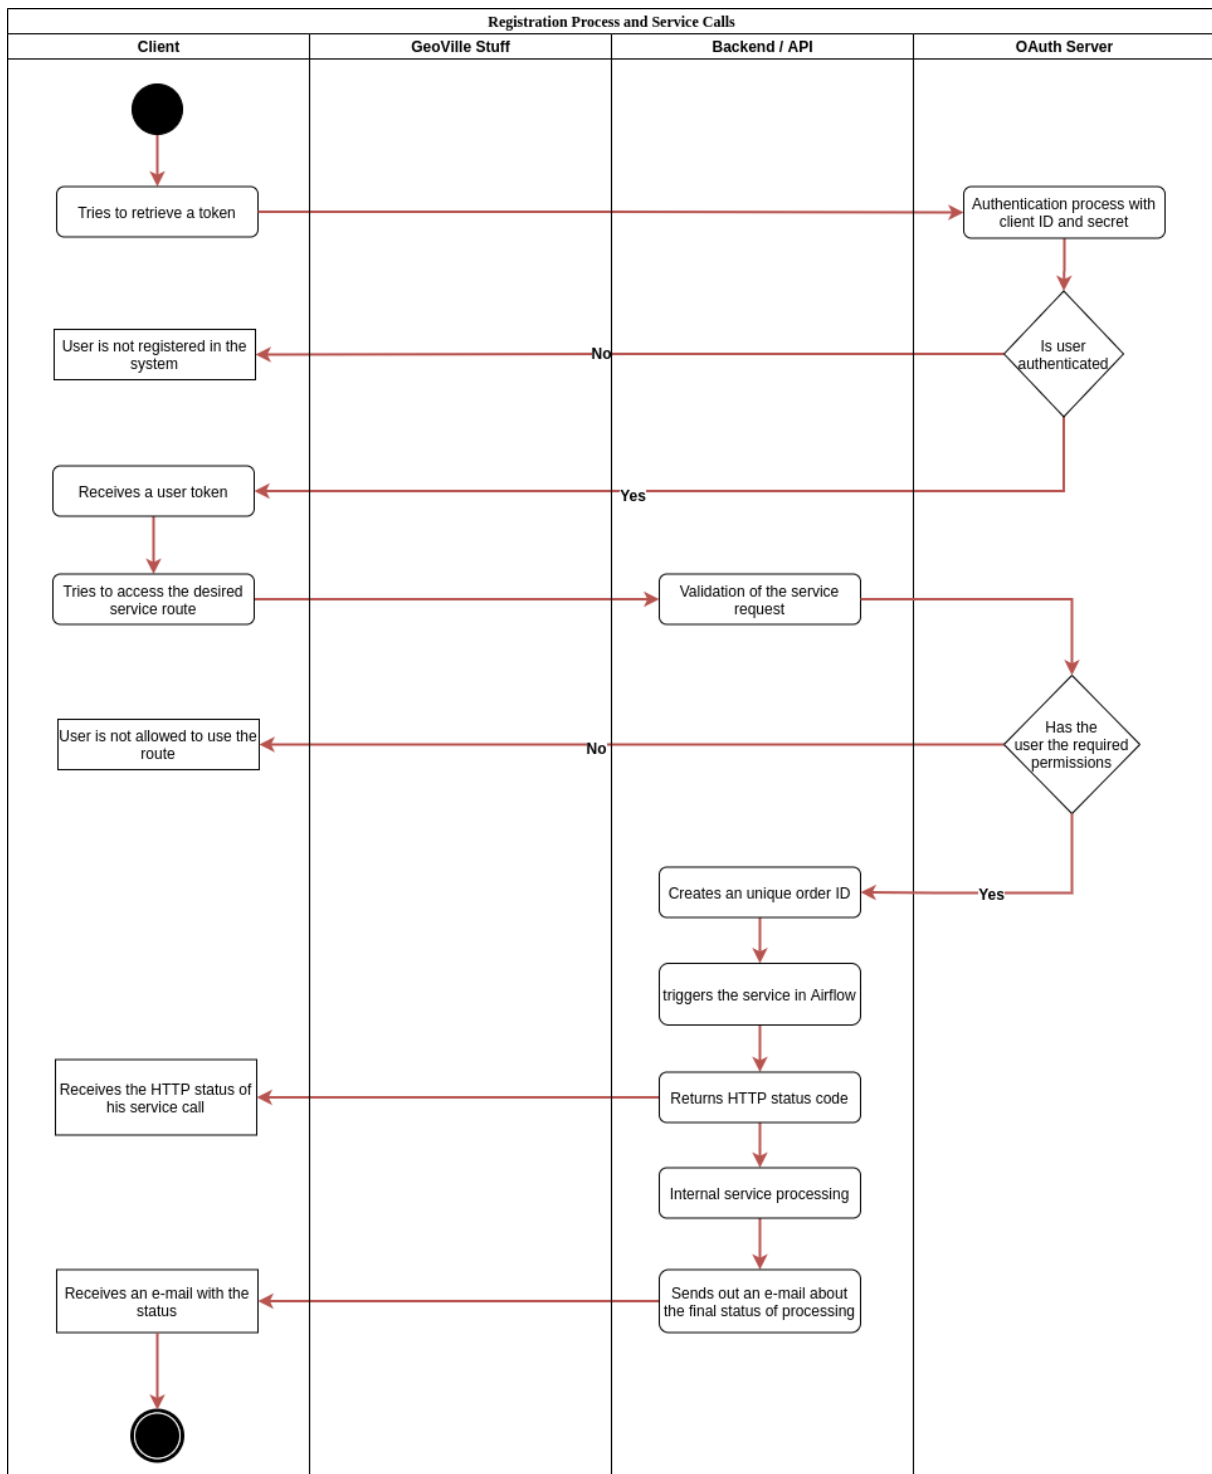 Registration Process and Service Calls
Client
GeoVille Stuff
Backend / API
OAuth Server
Tries to retrieve a token
Authentication process with
client ID and secret
Is user
authenticated
No
User is not registered in the
system
Yes
Receives a user token
Tries to access the desired
service route
Validation of the service
request
Has the
user the required
permissions
No
User is not allowed to use the
route
Yes
Creates an unique order ID
triggers the service in Airflow
Returns HTTP status code
Receives the HTTP status of
his service call
Internal service processing
Sends out an e-mail about
the final status of processing
Receives an e-mail with the
status